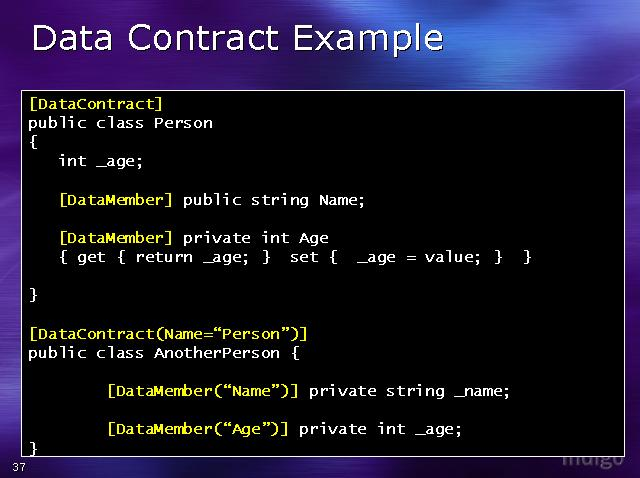 Data Contract Example
[DataContract]
public class Person
{
int _age;
[DataMember] public string Name;
[DataMember] private int Age
{ get { return _age; } set { _age = value; } }
}
[DataContract(Name=“Person”)]
public class AnotherPerson {
[DataMember(“Name”)] private string _name;
[DataMember(“Age”)] private int _age;
}
37
indigo